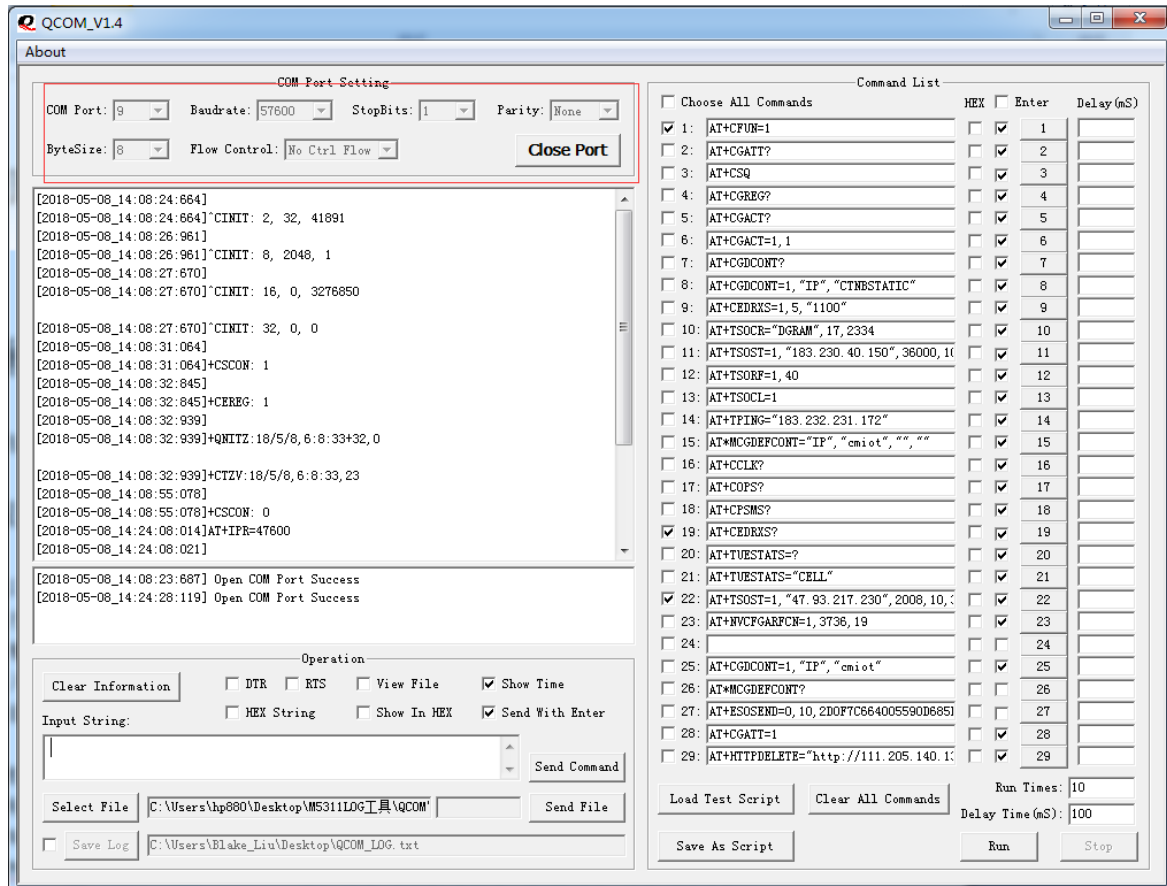 QCOM_V1.4
About
COM Port Setting
COM Port: 9 Baudrate: 57600 StopBits: 1 Parity: None
ByteSize: 8 Flow Control: No Ctrl Flow Close Port
[2018-05-08_14:08:24:664]
[2018-05-08_14:08:24:664]^CINIT: 2, 32, 41891
[2018-05-08_14:08:26:961]
[2018-05-08_14:08:26:961]^CINIT: 8, 2048, 1
[2018-05-08_14:08:27:670]
[2018-05-08_14:08:27:670]^CINIT: 16, 0, 3276850
[2018-05-08_14:08:27:670]^CINIT: 32, 0, 0
[2018-05-08_14:08:31:064]
[2018-05-08_14:08:31:064]+CSCON: 1
[2018-05-08_14:08:32:845]
[2018-05-08_14:08:32:845]+CEREG: 1
[2018-05-08_14:08:32:939]
[2018-05-08_14:08:32:939]+QNITZ:18/5/8,6:8:33+32,0
[2018-05-08_14:08:32:939]+CTZV:18/5/8,6:8:33,23
[2018-05-08_14:08:55:078]
[2018-05-08_14:08:55:078]+CSCON: 0
[2018-05-08_14:24:08:014]AT+IPR=47600
[2018-05-08_14:24:08:021]
[2018-05-08_14:08:23:687] Open COM Port Success
[2018-05-08_14:24:28:119] Open COM Port Success
Operation
Clear Information DTR RTS View File Show Time
HEX String Show In HEX Send With Enter
Input String:
Send Command
Select File C:\Users\hp880\Desktop\M5311LOG工具\QCOM' Send File
Save Log C:\Users\Blake_Liu\Desktop\QCOM_LOG.txt
Command List
Choose All Commands HEX Enter Delay(mS)
1: AT+CFUN=1 1
2: AT+CGATT? 2
3: AT+CSQ 3
4: AT+CGREG? 4
5: AT+CGACT? 5
6: AT+CGACT=1,1 6
7: AT+CGDCONT? 7
8: AT+CGDCONT=1,"IP","CTNBSTATIC" 8
9: AT+CEDRXS=1,5,"1100" 9
10: AT+TSOCR="DGRAM",17,2334 10
11: AT+TSOST=1,"183.230.40.150",36000,1( 11
12: AT+TSORF=1,40 12
13: AT+TSOCL=1 13
14: AT+TPING="183.232.231.172" 14
15: AT*MCGDEFCONT="IP","cmiot","","" 15
16: AT+CCLK? 16
17: AT+COPS? 17
18: AT+CPSMS? 18
19: AT+CEDRXS? 19
20: AT+TUESTATS=? 20
21: AT+TUESTATS="CELL" 21
22: AT+TSOST=1,"47.93.217.230",2008,10, 22
23: AT+NVCFGARFCN=1,3736,19 23
24: 24
25: AT+CGDCONT=1,"IP","cmiot" 25
26: AT*MCGDEFCONT? 26
27: AT+ESOSEND=0,10,2D0F7C664005590D685 27
28: AT+CGATT=1 28
29: AT+HTTPDELETE="http://111.205.140.1 29
Load Test Script Clear All Commands Run Times: 10
Delay Time(mS): 100
Save As Script Run Stop